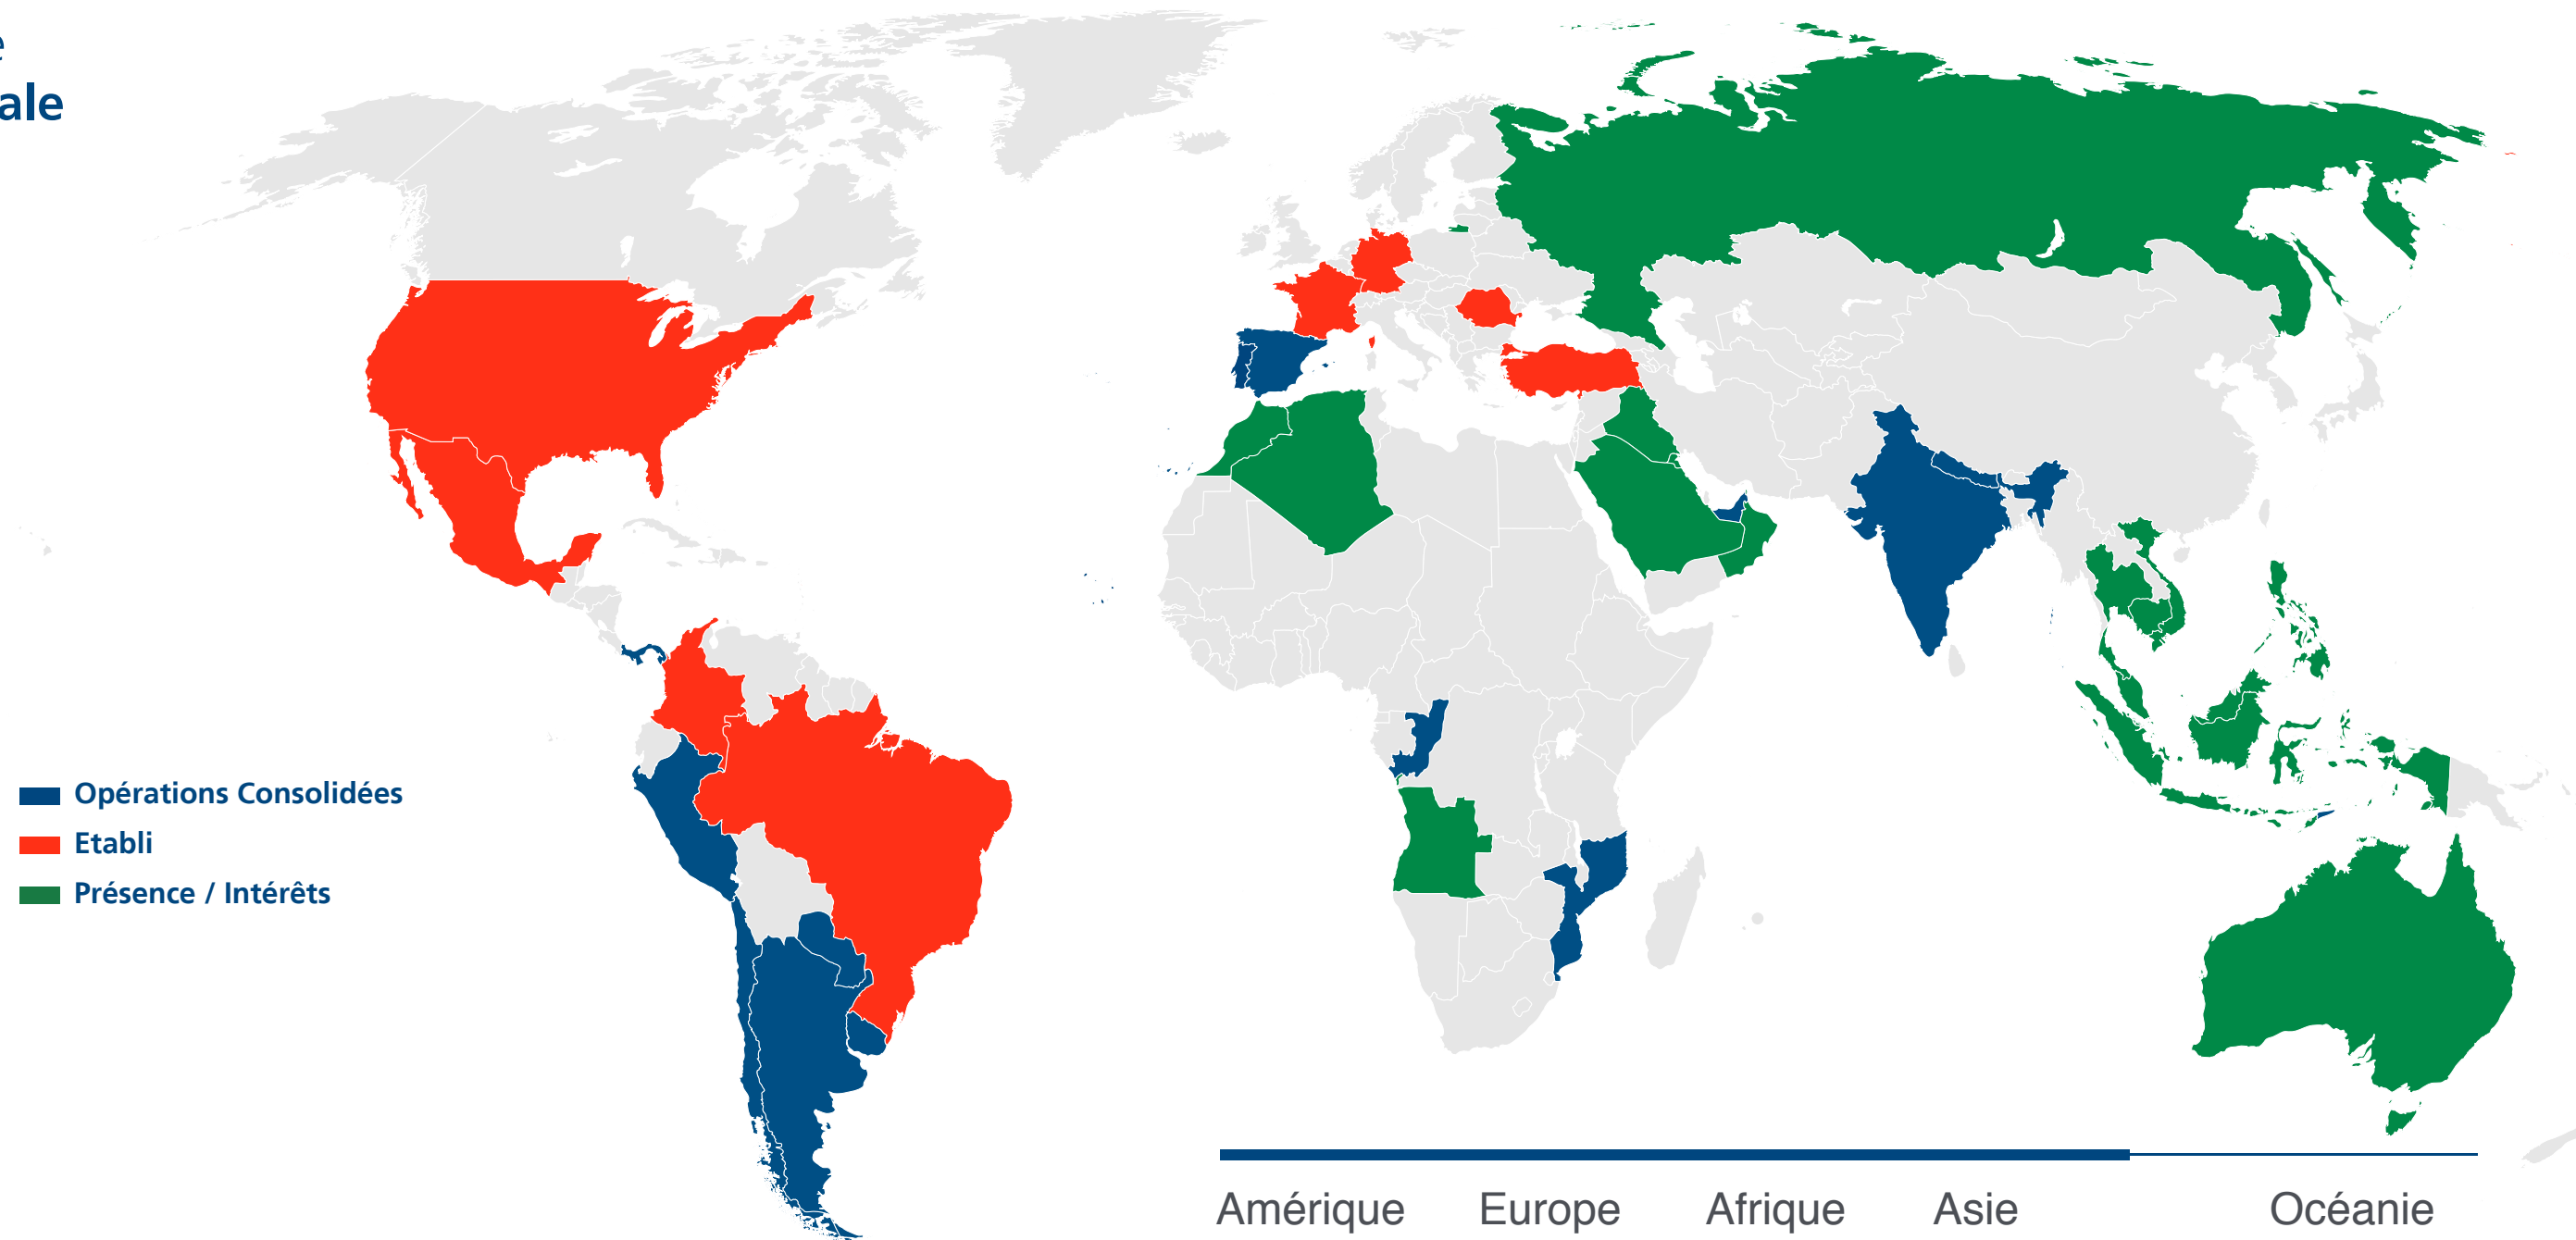 ale
Opérations Consolidées
Etabli
Présence / Intérêts
Amérique Europe Afrique Asie Océanie